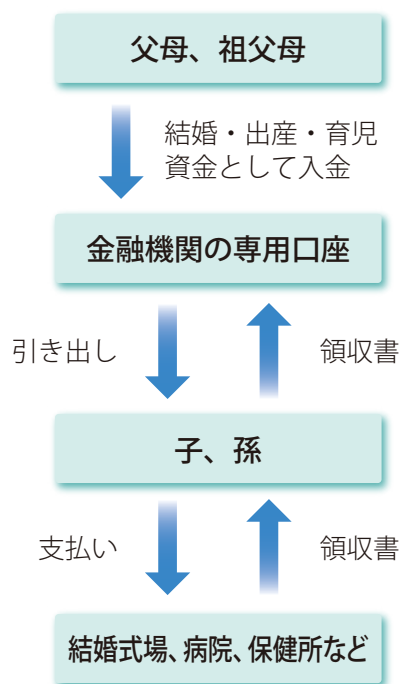 父母、祖父母
結婚・出産・育児
資金として入金
金融機関の専用口座
引き出し
領収書
子、孫
支払い
領収書
結婚式場、病院、保健所など